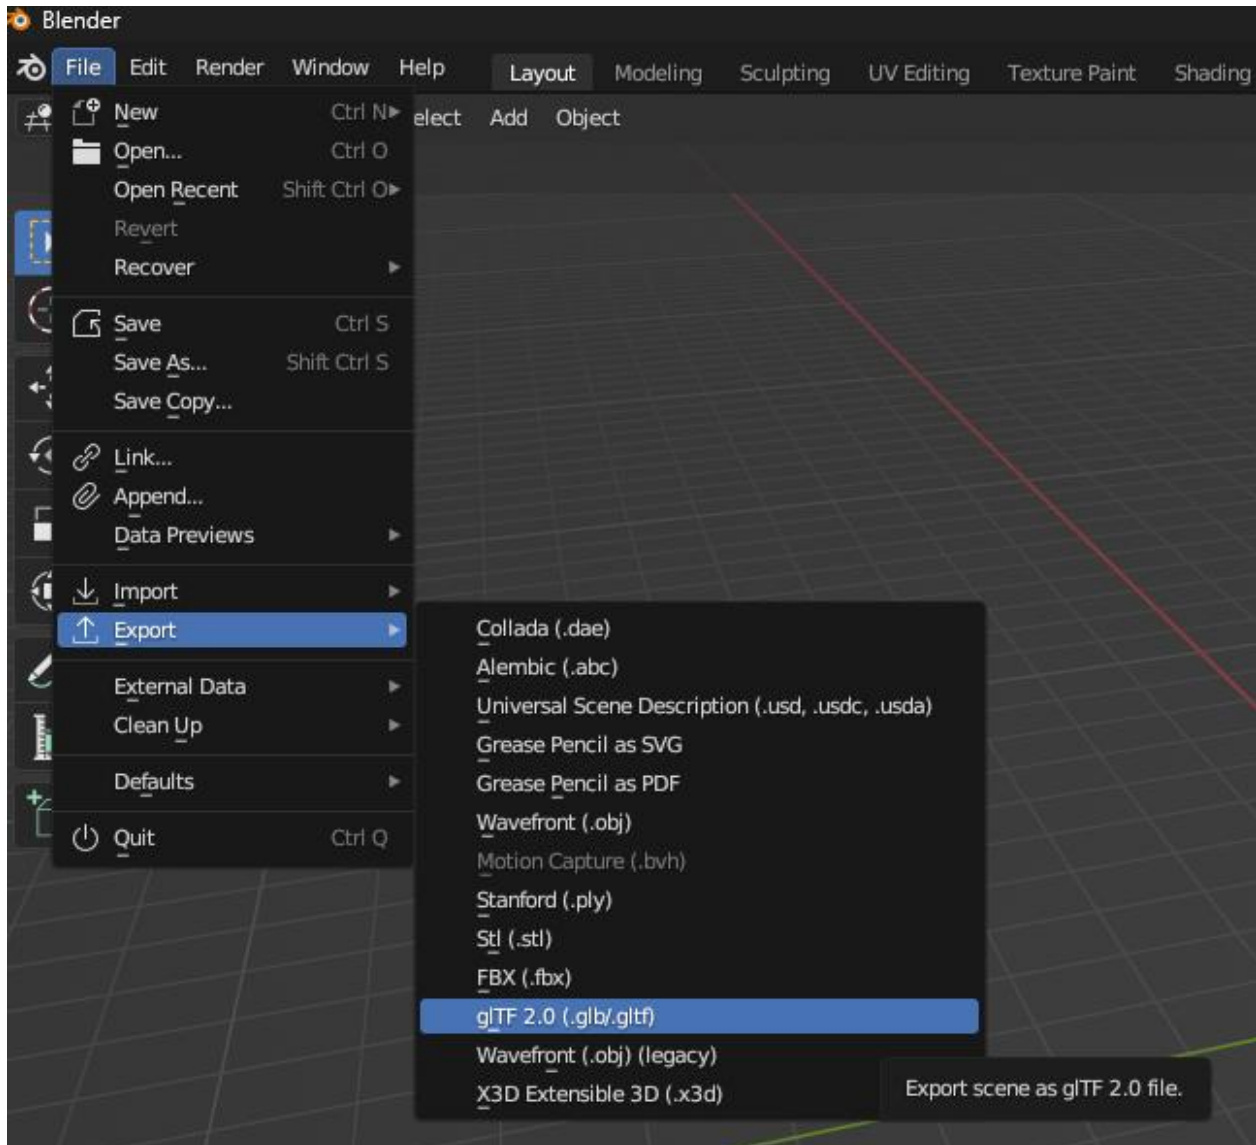 Blender
File Edit Render Window Help Layout Modeling Sculpting UV Editing Texture Paint Shading
elect Add Object
New Ctrl N
Open... Ctrl O
Open Recent Shift Ctrl O
Revert
Recover
Save Ctrl S
Save As... Shift Ctrl S
Save Copy...
Link...
Append...
Data Previews
Import
Export
External Data
Clean Up
Defaults
Quit Ctrl Q
Collada (.dae)
Alembic (.abc)
Universal Scene Description (.usd, .usdc, .usda)
Grease Pencil as SVG
Grease Pencil as PDF
Wavefront (.obj)
Motion Capture (.bvh)
Stanford (.ply)
Stl (.stl)
FBX (.fbx)
glTF 2.0 (.glb/.gltf)
Wavefront (.obj) (legacy)
X3D Extensible 3D (.x3d)
Export scene as glTF 2.0 file.